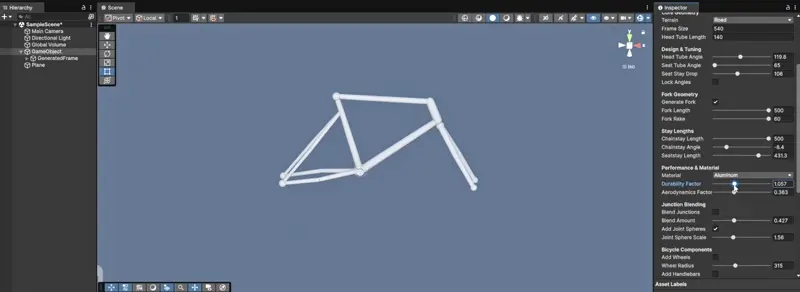 Hierarchy
Scene
Inspector
Pivot
Local
1
All
SampleScene*
Main Camera
Directional Light
Global Volume
GameObject
GeneratedFrame
Plane
Terrain Road
Frame Size 540
Head Tube Length 140
Design & Tuning
Head Tube Angle 119.8
Seat Tube Angle 65
Seat Stay Drop 106
Lock Angles
Fork Geometry
Generate Fork
Fork Length 500
Fork Rake 60
Stay Lengths
Chainstay Length 500
Chainstay Angle -8.4
Seatstay Length 431.3
Performance & Material
Material Aluminum
Durability Factor 1.057
Aerodynamics Factor 0.363
Junction Blending
Blend Junctions
Blend Amount 0.427
Add Joint Spheres
Joint Sphere Scale 1.56
Bicycle Components
Add Wheels
Wheel Radius 315
Add Handlebars
Asset Labels